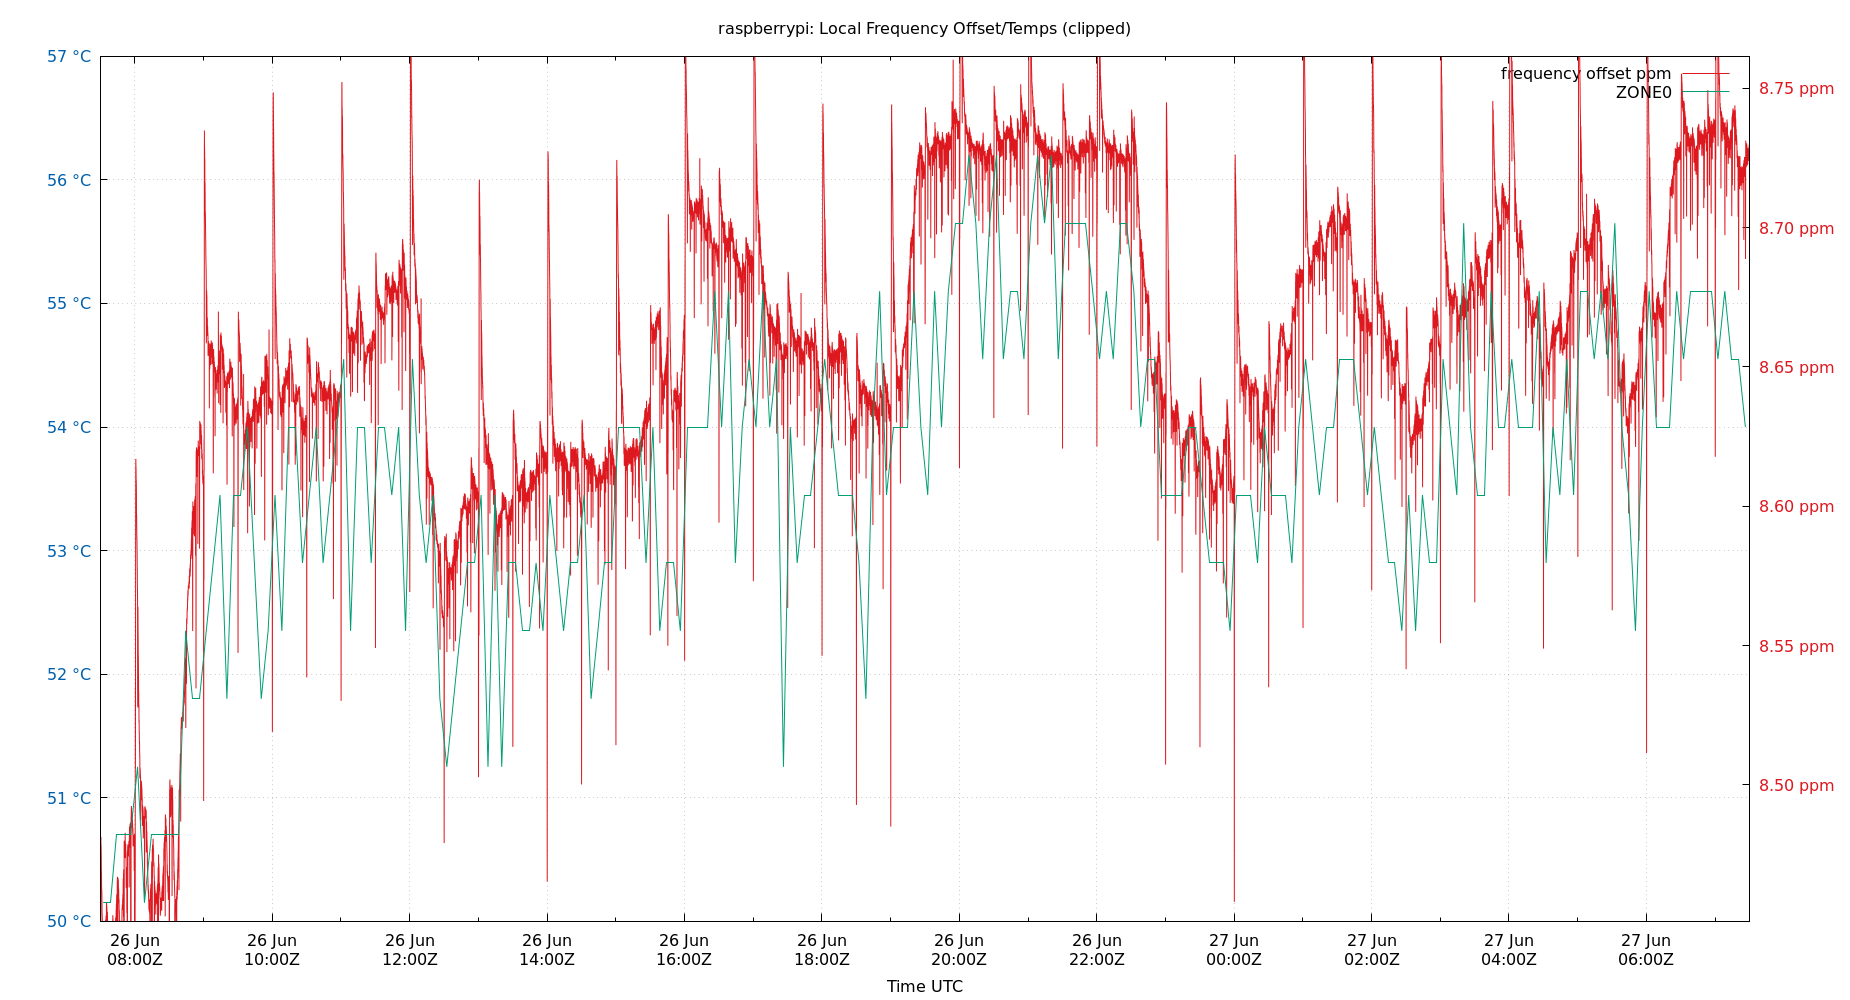 raspberrypi: Local Frequency Offset/Temps (clipped)
57 °C
56 °C
55 °C
54 °C
53 °C
52 °C
51 °C
50 °C
frequency offset ppm
ZONE0
8.75 ppm
8.70 ppm
8.65 ppm
8.60 ppm
8.55 ppm
8.50 ppm
26 Jun 26 Jun 26 Jun 26 Jun 26 Jun 26 Jun 26 Jun 26 Jun 27 Jun 27 Jun 27 Jun 27 Jun
08:00Z 10:00Z 12:00Z 14:00Z 16:00Z 18:00Z 20:00Z 22:00Z 00:00Z 02:00Z 04:00Z 06:00Z
Time UTC